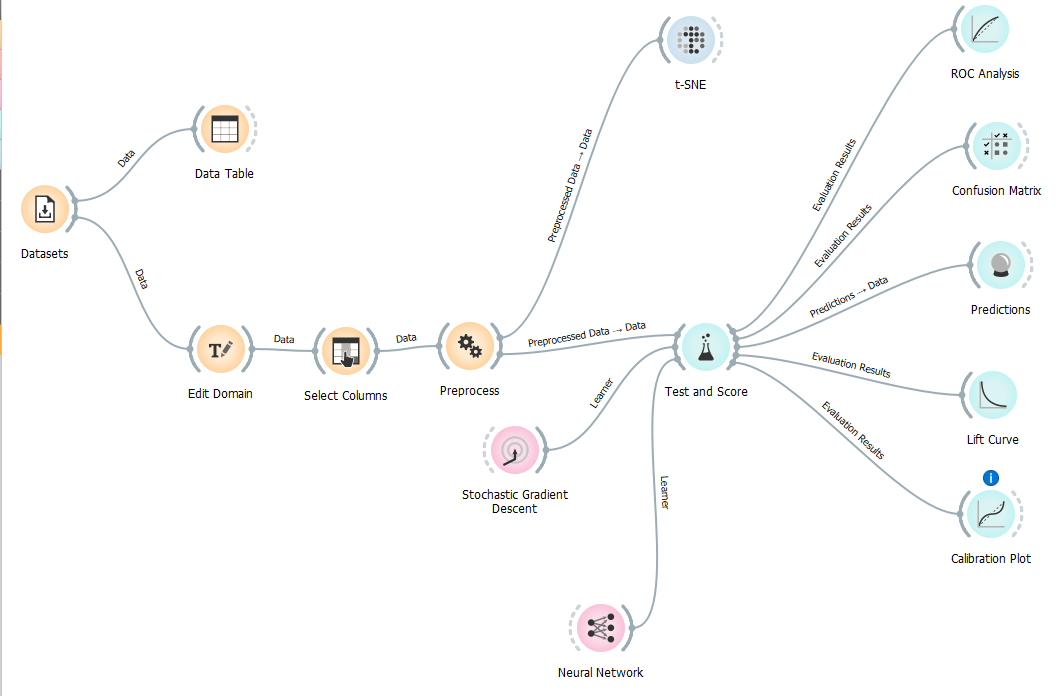 t-SNE
ROC Analysis
Data Table
Confusion Matrix
Datasets
Predictions
Edit Domain
Select Columns
Preprocess
Test and Score
Lift Curve
Stochastic Gradient
Descent
Calibration Plot
Neural Network
Data
Data
Data
Data
Preprocessed Data → Data
Preprocessed Data → Data
Learner
Learner
Evaluation Results
Evaluation Results
Predictions → Data
Evaluation Results
Evaluation Results
i
T